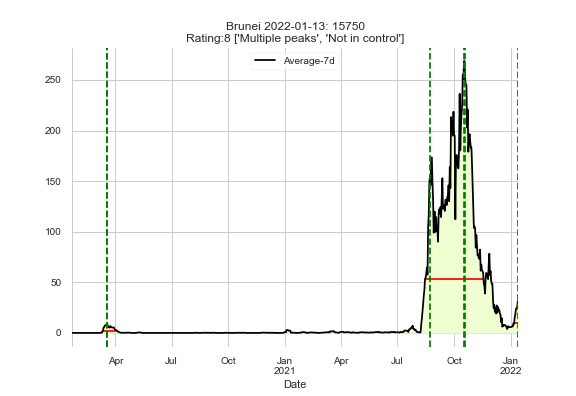 Brunei 2022-01-13: 15750
Rating:8 ['Multiple peaks', 'Not in control']
Average-7d
250
200
150
100
50
0
Apr Jul Oct Jan Apr Jul Oct Jan
2021 2022
Date